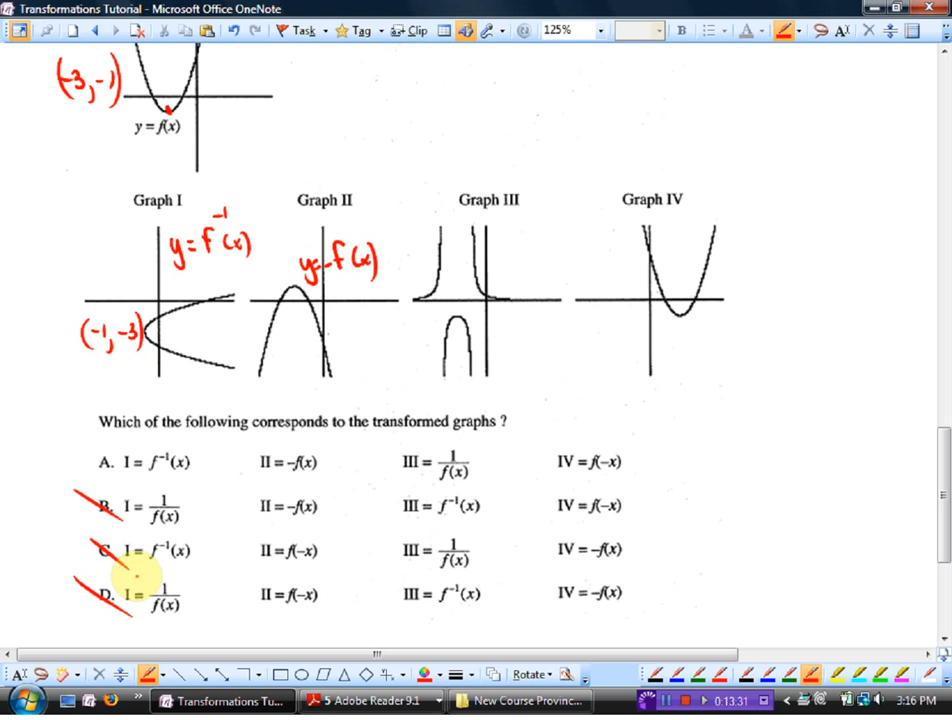 Transformations Tutorial - Microsoft Office OneNote
Task Tag Clip 125% B A
(-3, -1)
y = f(x)
Graph I Graph II Graph III Graph IV
y = f⁻¹(x)
y = -f(x)
(-1, -3)
Which of the following corresponds to the transformed graphs ?
A. I = f⁻¹(x) II = –f(x) III = 1/f(x) IV = f(–x)
B. I = 1/f(x) II = –f(x) III = f⁻¹(x) IV = f(–x)
C. I = f⁻¹(x) II = f(–x) III = 1/f(x) IV = –f(x)
D. I = 1/f(x) II = f(–x) III = f⁻¹(x) IV = –f(x)
Rotate
Transformations Tu... 5 Adobe Reader 9.1 New Course Provinc... 0:13:31 3:16 PM